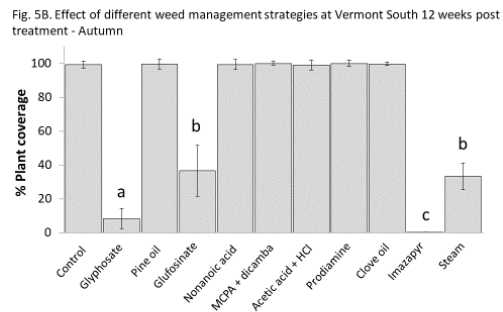 Fig. 5B. Effect of different weed management strategies at Vermont South 12 weeks post
treatment - Autumn
% Plant coverage
100
80
60
40
20
0
a
b
c
b
Control
Glyphosate
Pine oil
Glufosinate
Nonanoic acid
MCPA + dicamba
Acetic acid + HCl
Prodiamine
Clove oil
Imazapyr
Steam